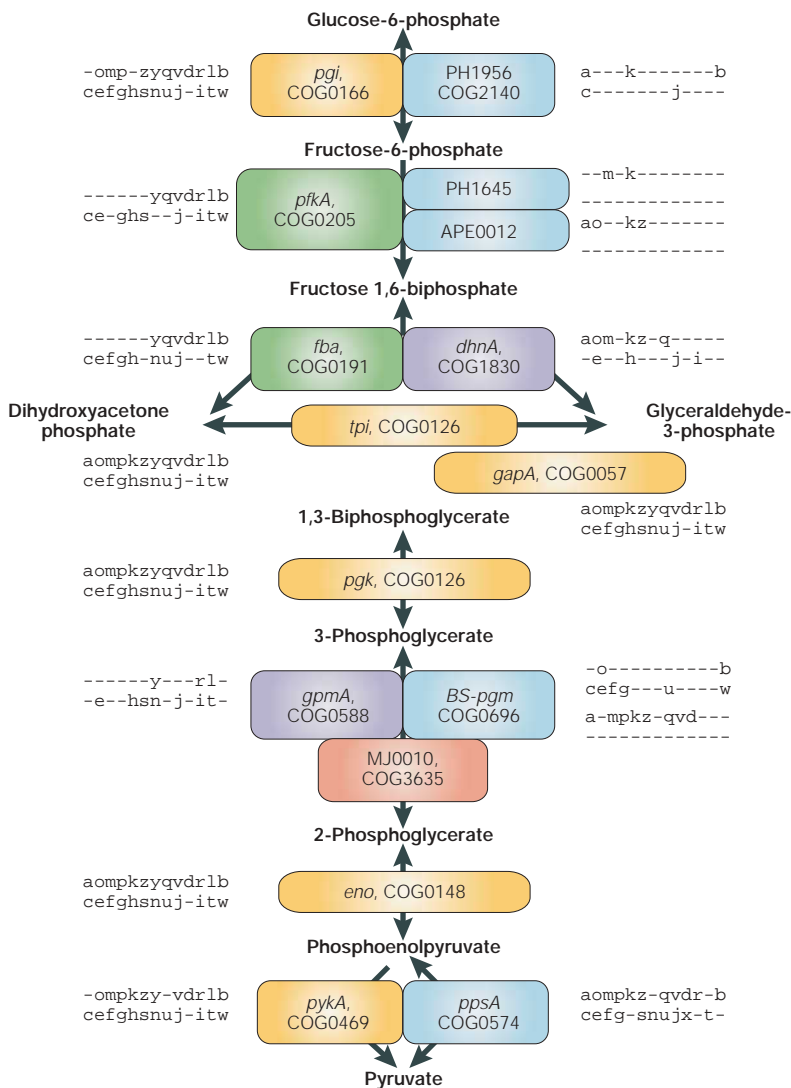 Glucose-6-phosphate
-omp-zyqvdrlb
cefghsnuj-itw
pgi,
COG0166
PH1956
COG2140
a---k-------b
c-------j----
Fructose-6-phosphate
------yqvdrlb
ce-ghs--j-itw
pfkA,
COG0205
PH1645
APE0012
--m-k--------
-------------
ao--kz-------
-------------
Fructose 1,6-biphosphate
------yqvdrlb
cefgh-nuj--tw
fba,
COG0191
dhnA,
COG1830
aom-kz-q-----
-e--h---j-i--
Dihydroxyacetone
phosphate
tpi, COG0126
Glyceraldehyde-
3-phosphate
aompkzyqvdrlb
cefghsnuj-itw
gapA, COG0057
aompkzyqvdrlb
cefghsnuj-itw
1,3-Biphosphoglycerate
aompkzyqvdrlb
cefghsnuj-itw
pgk, COG0126
3-Phosphoglycerate
------y---rl-
-e--hsn-j-it-
gpmA,
COG0588
BS-pgm
COG0696
-o----------b
cefg---u----w
a-mpkz-qvd---
-------------
MJ0010,
COG3635
2-Phosphoglycerate
aompkzyqvdrlb
cefghsnuj-itw
eno, COG0148
Phosphoenolpyruvate
-ompkzy-vdrlb
cefghsnuj-itw
pykA,
COG0469
ppsA
COG0574
aompkz-qvdr-b
cefg-snujx-t-
Pyruvate